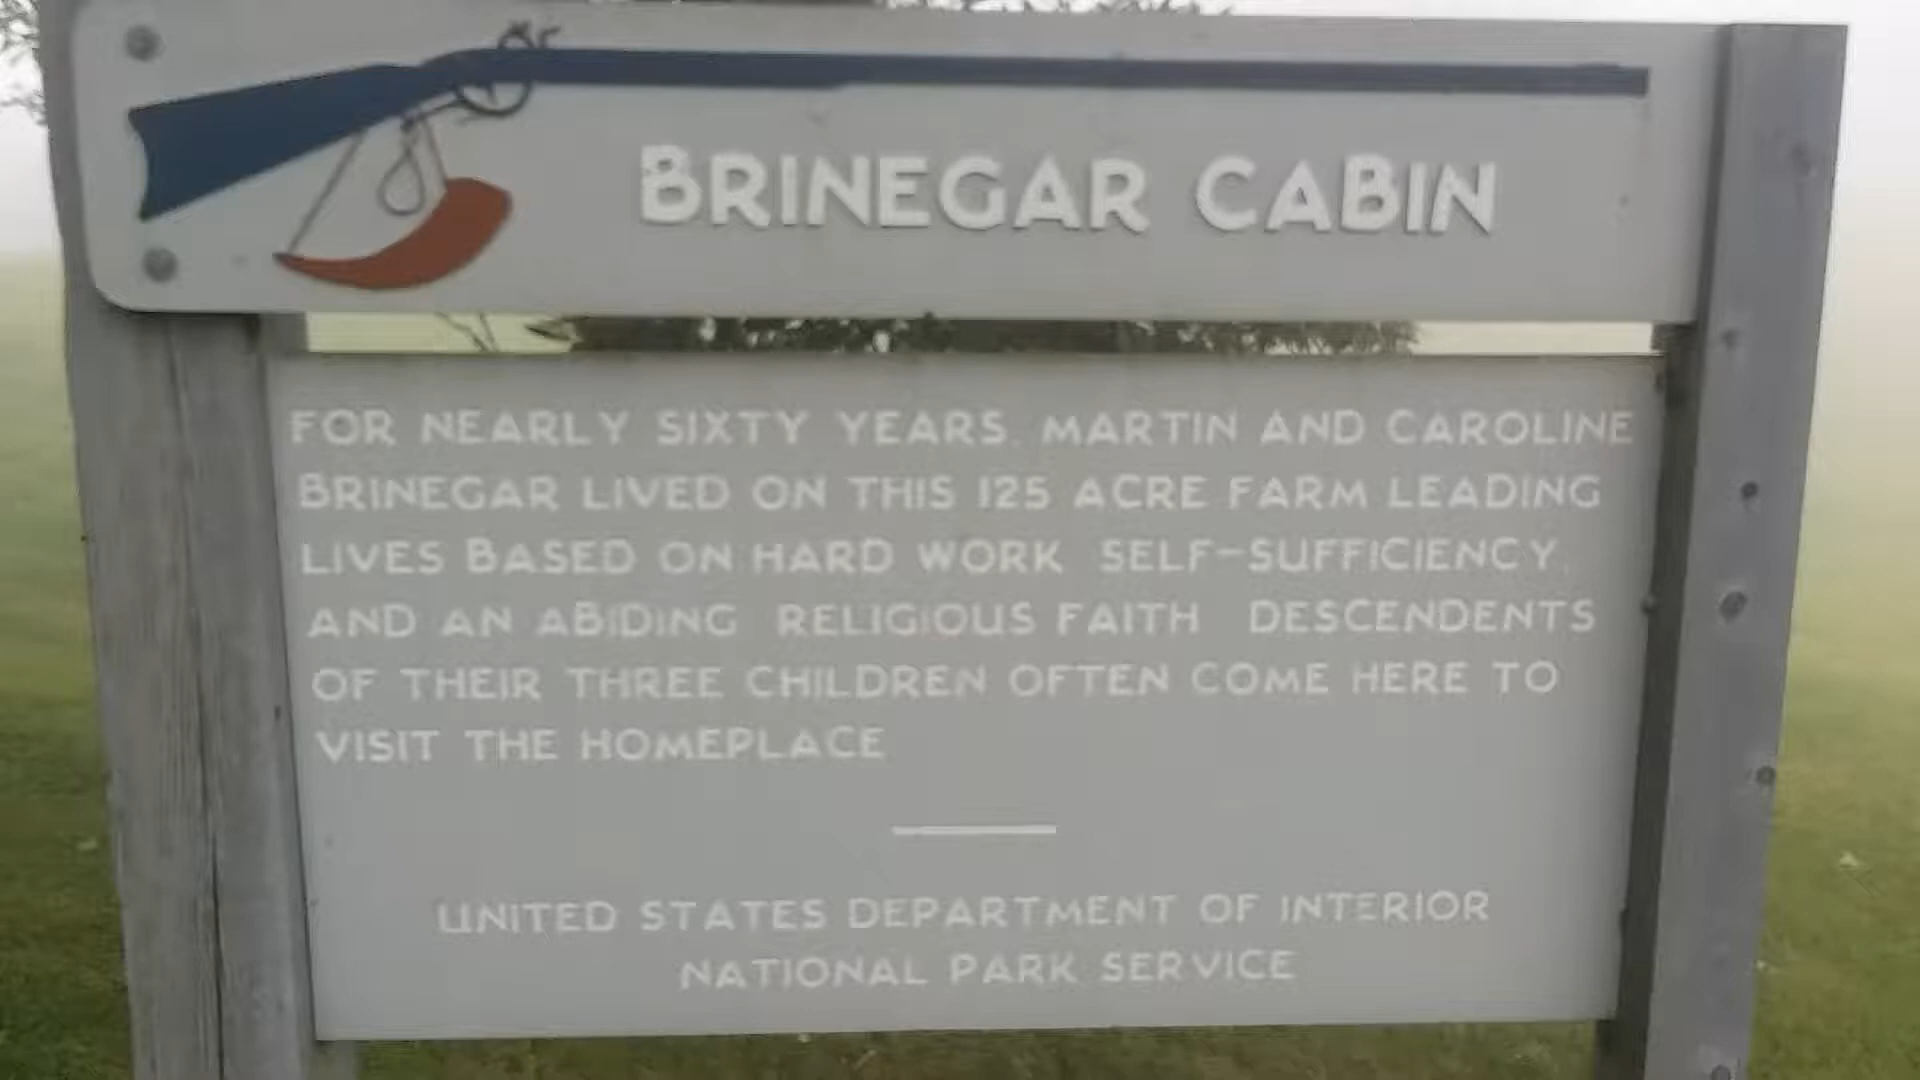 BRINEGAR CABIN
FOR NEARLY SIXTY YEARS, MARTIN AND CAROLINE
BRINEGAR LIVED ON THIS 125 ACRE FARM LEADING
LIVES BASED ON HARD WORK SELF-SUFFICIENCY,
AND AN ABIDING RELIGIOUS FAITH DESCENDENTS
OF THEIR THREE CHILDREN OFTEN COME HERE TO
VISIT THE HOMEPLACE
UNITED STATES DEPARTMENT OF INTERIOR
NATIONAL PARK SERVICE